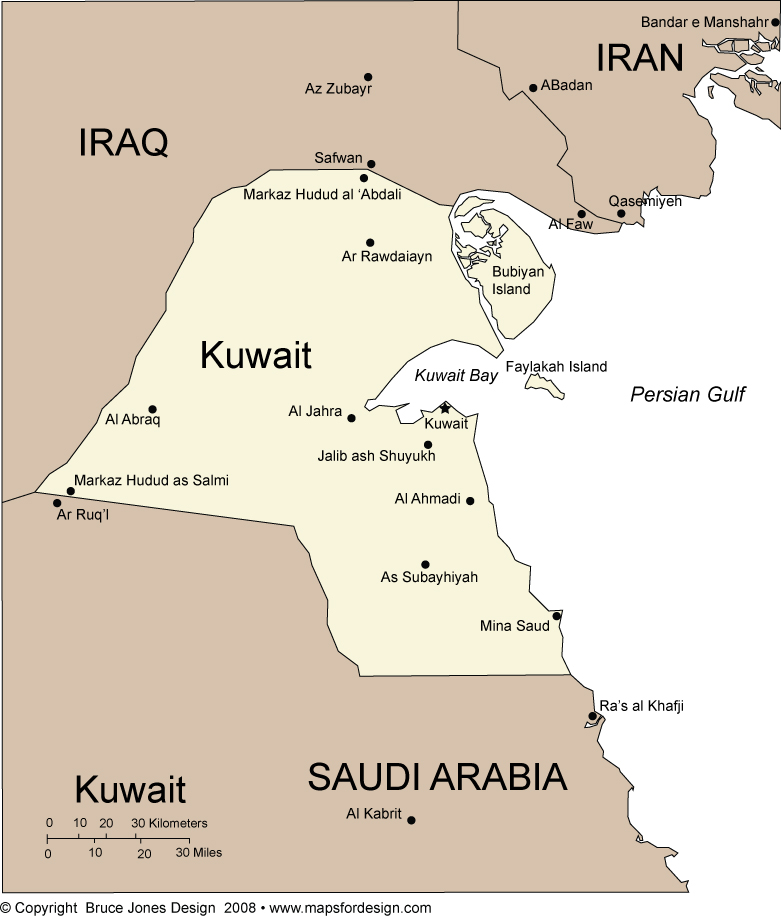 Bandar e Manshahr
IRAN
Az Zubayr
ABadan
IRAQ
Safwan
Markaz Hudud al ‘Abdali
Qasemiyeh
Al Faw
Ar Rawdaiayn
Bubiyan
Island
Kuwait
Kuwait Bay
Faylakah Island
Persian Gulf
Al Abraq
Al Jahra
Kuwait
Jalib ash Shuyukh
Markaz Hudud as Salmi
Al Ahmadi
Ar Ruq’l
As Subayhiyah
Mina Saud
Ra’s al Khafji
SAUDI ARABIA
Kuwait
Al Kabrit
0 10 20 30 Kilometers
0 10 20 30 Miles
© Copyright Bruce Jones Design 2008 • www.mapsfordesign.com